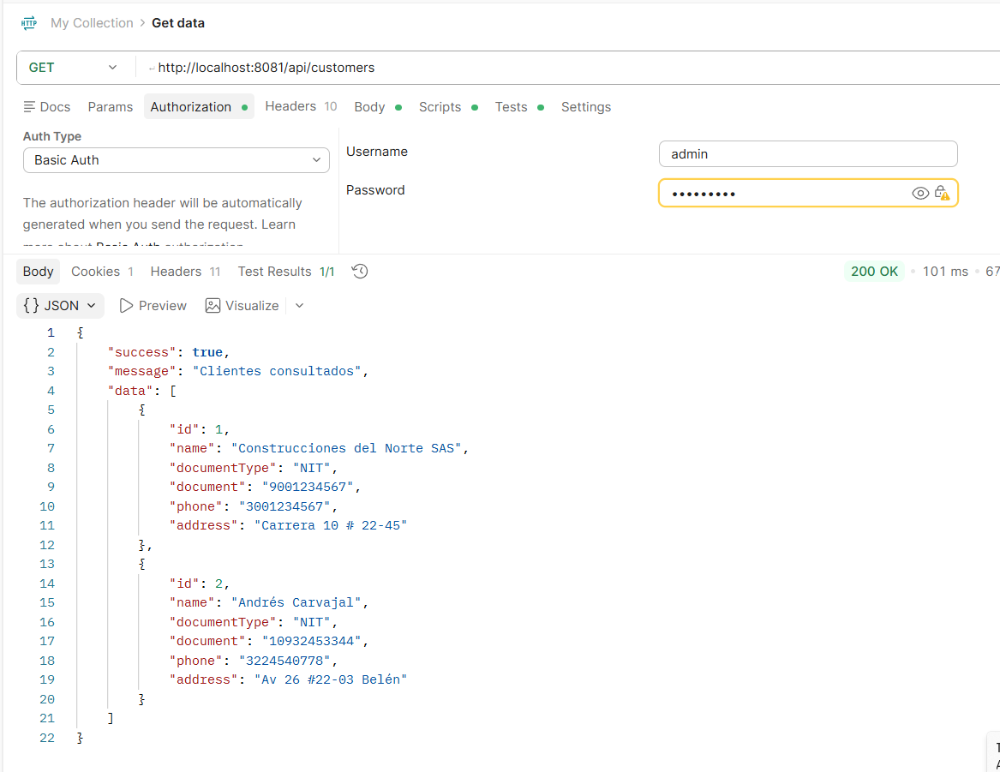 HTTP My Collection > Get data
GET http://localhost:8081/api/customers
Docs Params Authorization Headers 10 Body Scripts Tests Settings
Auth Type
Basic Auth
Username admin
Password •••••••••
The authorization header will be automatically
generated when you send the request. Learn
more about Basic Auth authorization.
Body Cookies 1 Headers 11 Test Results 1/1 200 OK • 101 ms • 67
{} JSON Preview Visualize
1 {
2 "success": true,
3 "message": "Clientes consultados",
4 "data": [
5 {
6 "id": 1,
7 "name": "Construcciones del Norte SAS",
8 "documentType": "NIT",
9 "document": "9001234567",
10 "phone": "3001234567",
11 "address": "Carrera 10 # 22-45"
12 },
13 {
14 "id": 2,
15 "name": "Andrés Carvajal",
16 "documentType": "NIT",
17 "document": "10932453344",
18 "phone": "3224540778",
19 "address": "Av 26 #22-03 Belén"
20 }
21 ]
22 }